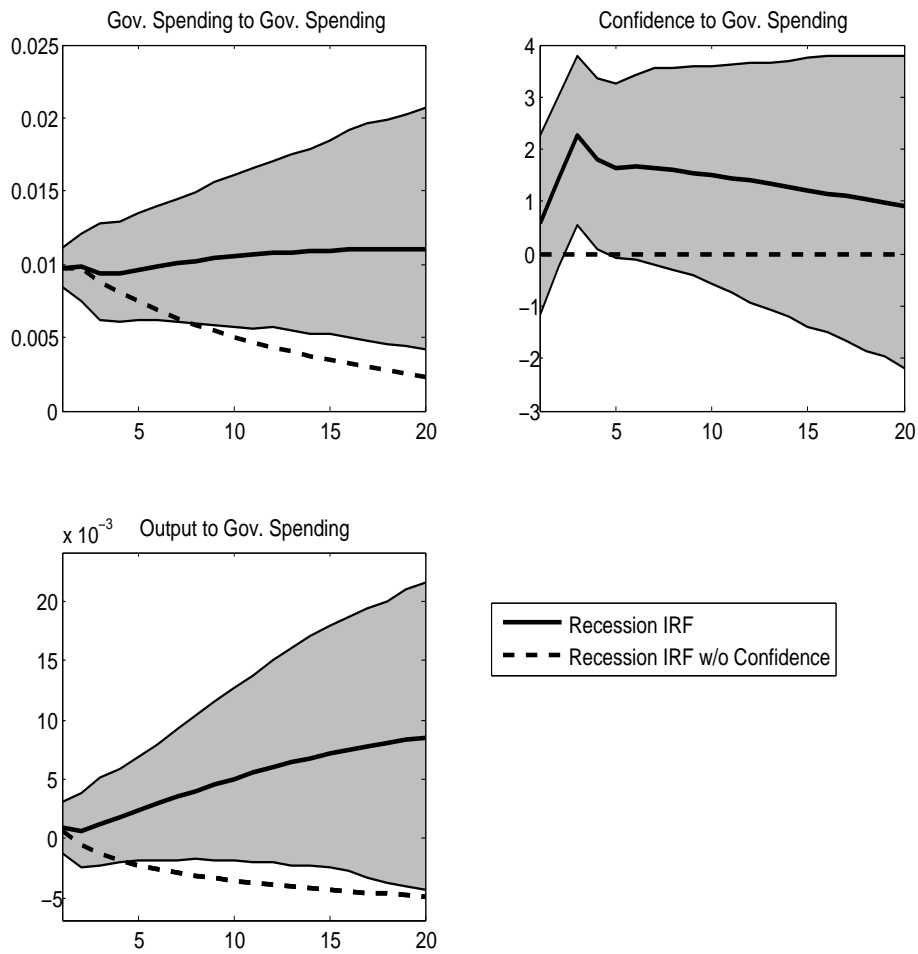 Gov. Spending to Gov. Spending
0.025
0.02
0.015
0.01
0.005
0
5 10 15 20
Confidence to Gov. Spending
4
3
2
1
0
−1
−2
−3
5 10 15 20
x 10⁻³ Output to Gov. Spending
20
15
10
5
0
−5
5 10 15 20
Recession IRF
Recession IRF w/o Confidence